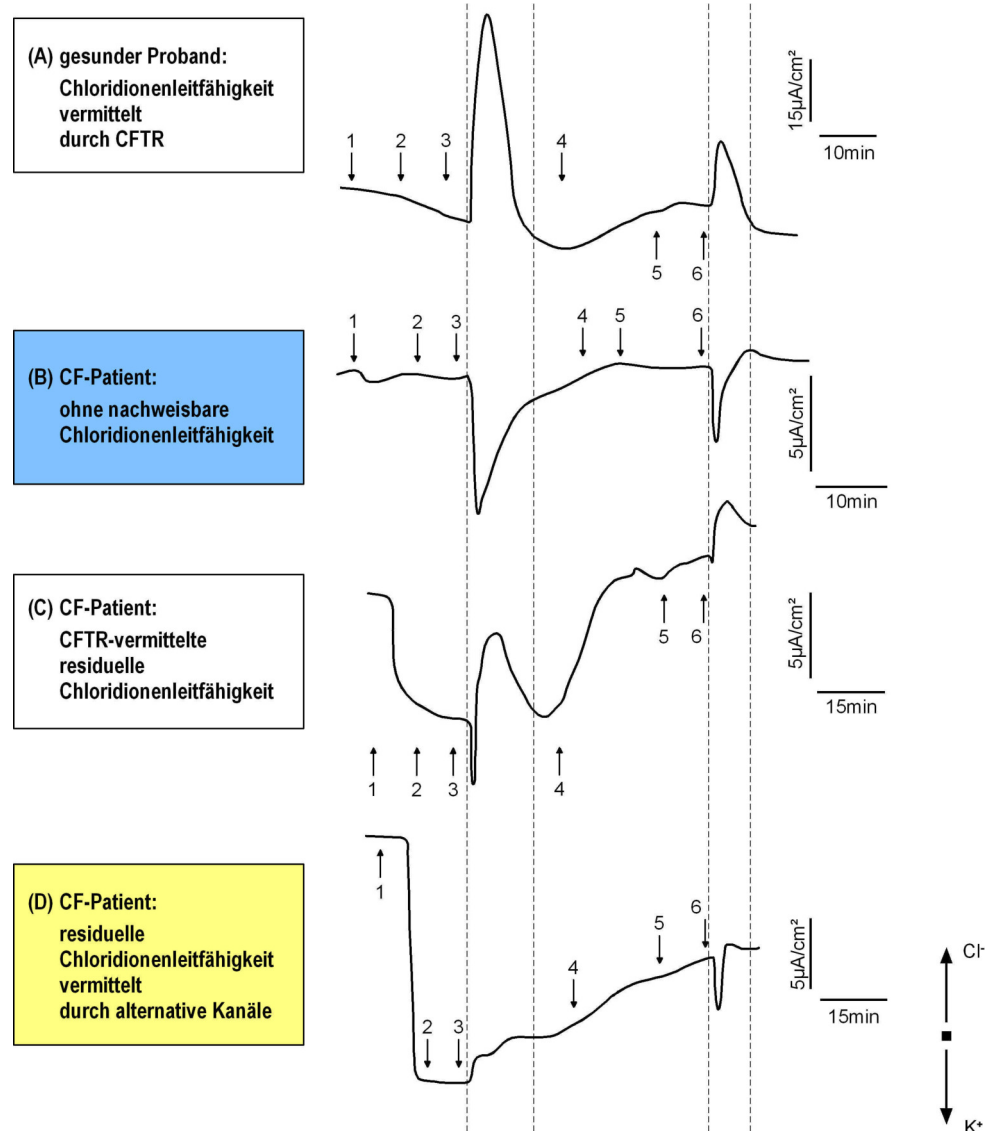 (A) gesunder Proband:
Chloridionenleitfähigkeit
vermittelt
durch CFTR
1 2 3 4
5 6
15µA/cm²
10min
(B) CF-Patient:
ohne nachweisbare
Chloridionenleitfähigkeit
1 2 3 4 5 6
5µA/cm²
10min
(C) CF-Patient:
CFTR-vermittelte
residuelle
Chloridionenleitfähigkeit
5 6
1 2 3 4
5µA/cm²
15min
(D) CF-Patient:
residuelle
Chloridionenleitfähigkeit
vermittelt
durch alternative Kanäle
1
6
5
4
2 3
5µA/cm²
15min
Cl-
K+